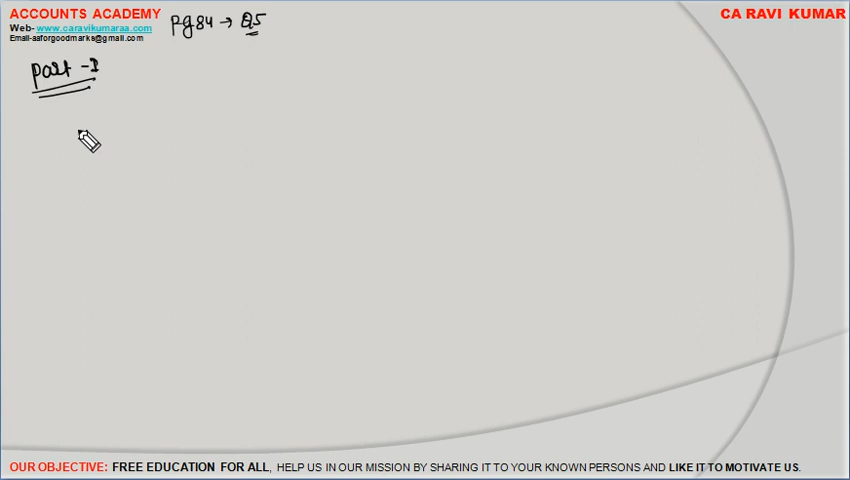 ACCOUNTS ACADEMY
CA RAVI KUMAR
Web- www.caravikumaraa.com
Email-aaforgoodmarks@gmail.com
Pg 84 → Q5
Part - I
OUR OBJECTIVE: FREE EDUCATION FOR ALL, HELP US IN OUR MISSION BY SHARING IT TO YOUR KNOWN PERSONS AND LIKE IT TO MOTIVATE US.